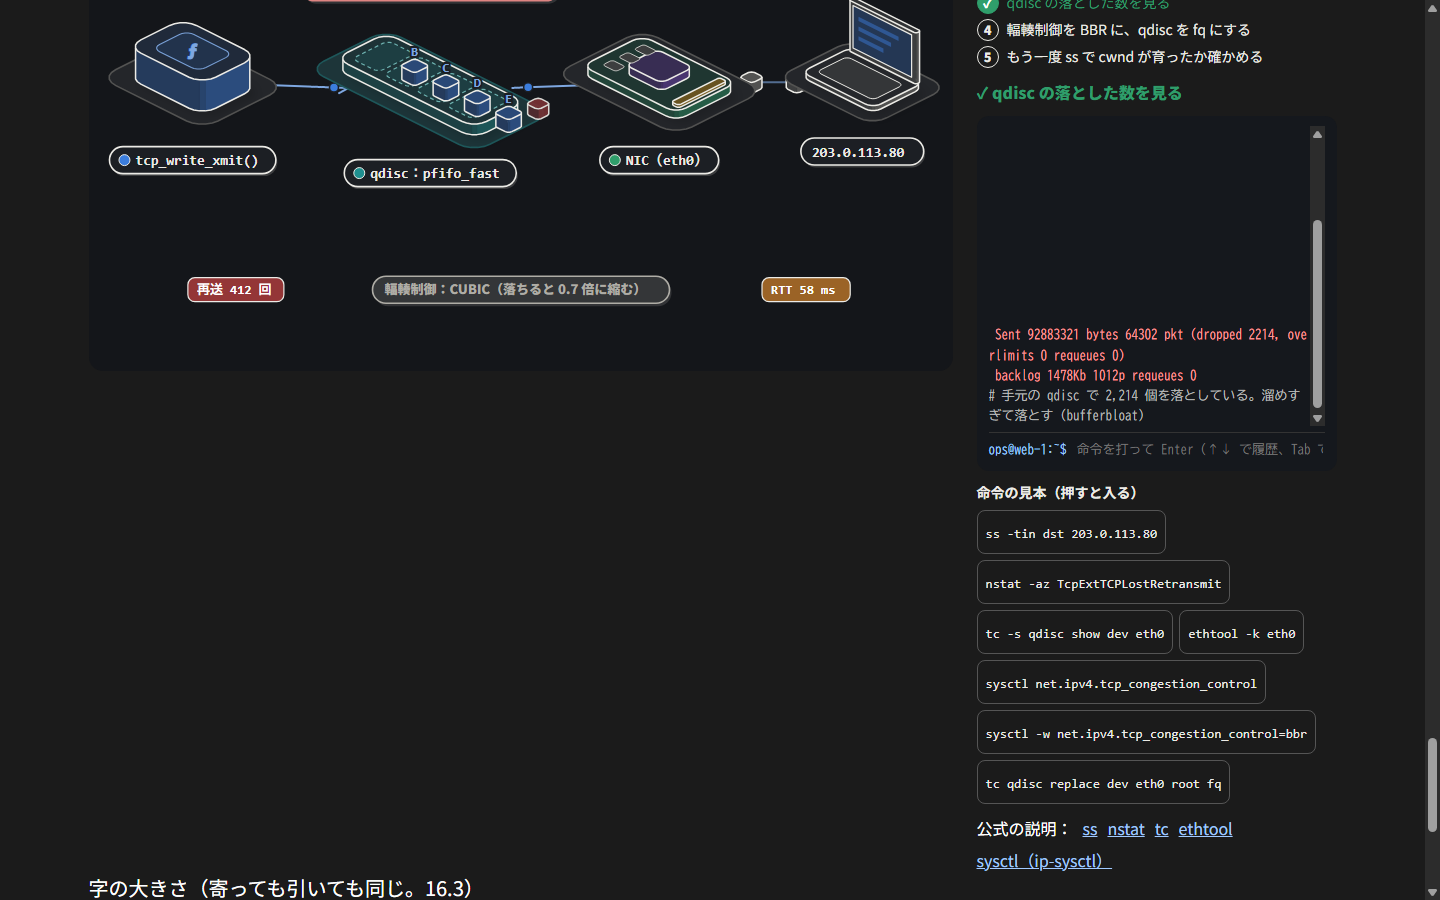 ƒ
B
C
D
E
tcp_write_xmit()
qdisc：pfifo_fast
NIC（eth0）
203.0.113.80
再送 412 回
輻輳制御：CUBIC（落ちると 0.7 倍に縮む）
RTT 58 ms
字の大きさ（寄っても引いても同じ。16.3）
✓ qdisc の落とした数を見る
4 輻輳制御を BBR に、qdisc を fq にする
5 もう一度 ss で cwnd が育ったか確かめる
✓ qdisc の落とした数を見る
Sent 92883321 bytes 64302 pkt (dropped 2214, ove
rlimits 0 requeues 0)
backlog 1478Kb 1012p requeues 0
# 手元の qdisc で 2,214 個を落としている。溜めす
ぎて落とす（bufferbloat）
ops@web-1:~$ 命令を打って Enter（↑↓ で履歴、Tab で
命令の見本（押すと入る）
ss -tin dst 203.0.113.80
nstat -az TcpExtTCPLostRetransmit
tc -s qdisc show dev eth0 ethtool -k eth0
sysctl net.ipv4.tcp_congestion_control
sysctl -w net.ipv4.tcp_congestion_control=bbr
tc qdisc replace dev eth0 root fq
公式の説明： ss nstat tc ethtool
sysctl（ip-sysctl）